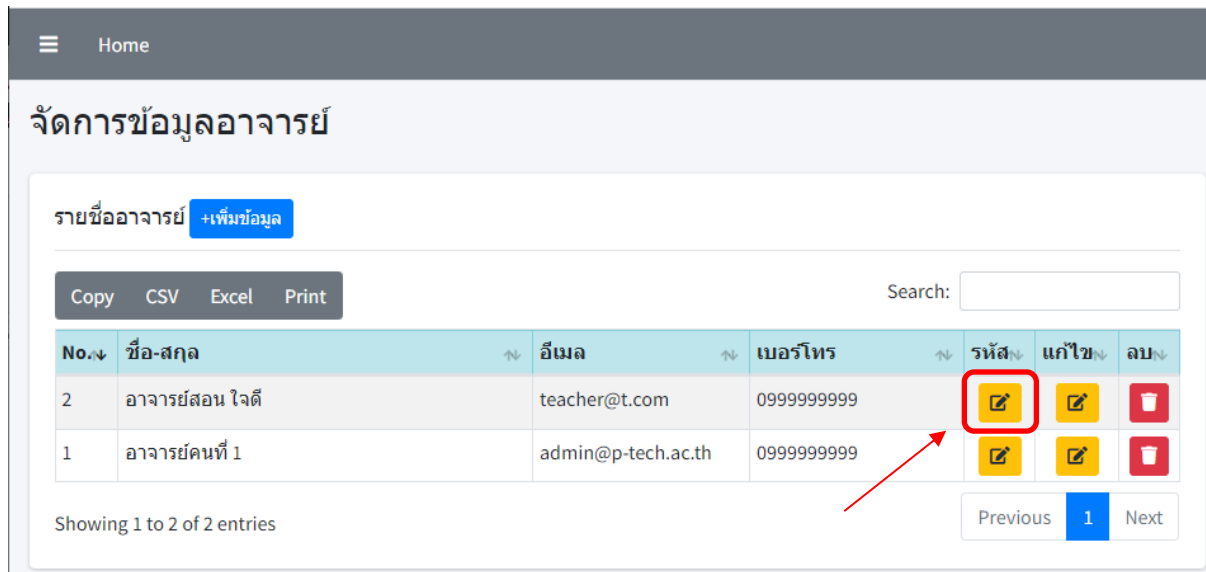 Home
จัดการข้อมูลอาจารย์
รายชื่ออาจารย์ +เพิ่มข้อมูล
Copy CSV Excel Print Search:
No. ชื่อ-สกุล อีเมล เบอร์โทร รหัส แก้ไข ลบ
2 อาจารย์สอน ใจดี teacher@t.com 0999999999
1 อาจารย์คนที่ 1 admin@p-tech.ac.th 0999999999
Showing 1 to 2 of 2 entries Previous 1 Next